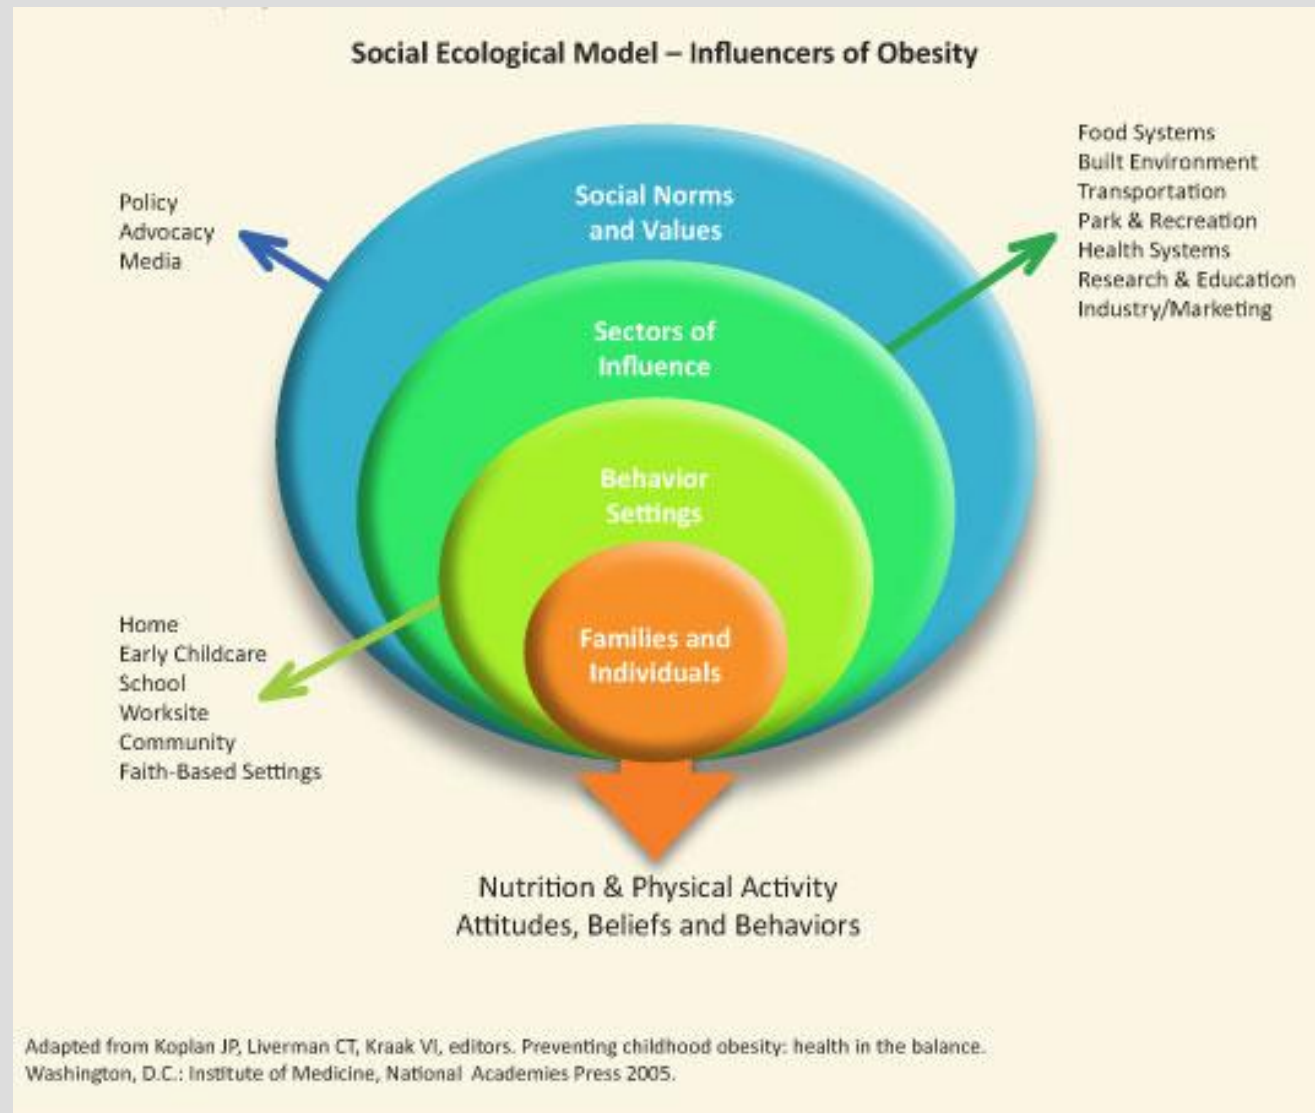 Social Ecological Model – Influencers of Obesity
Policy
Advocacy
Media
Social Norms
and Values
Food Systems
Built Environment
Transportation
Park & Recreation
Health Systems
Research & Education
Industry/Marketing
Sectors of
Influence
Behavior
Settings
Home
Early Childcare
School
Worksite
Community
Faith-Based Settings
Families and
Individuals
Nutrition & Physical Activity
Attitudes, Beliefs and Behaviors
Adapted from Koplan JP, Liverman CT, Kraak VI, editors. Preventing childhood obesity: health in the balance.
Washington, D.C.: Institute of Medicine, National Academies Press 2005.